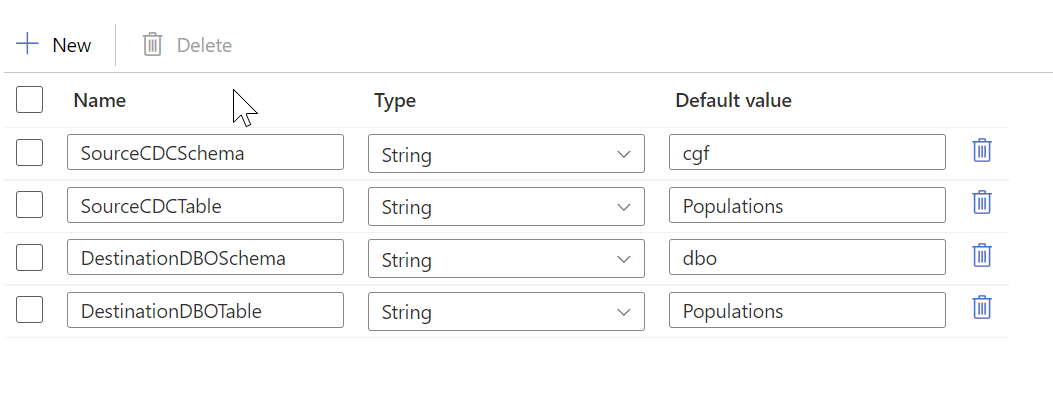 New Delete
Name Type Default value
SourceCDCSchema String cgf
SourceCDCTable String Populations
DestinationDBOSchema String dbo
DestinationDBOTable String Populations